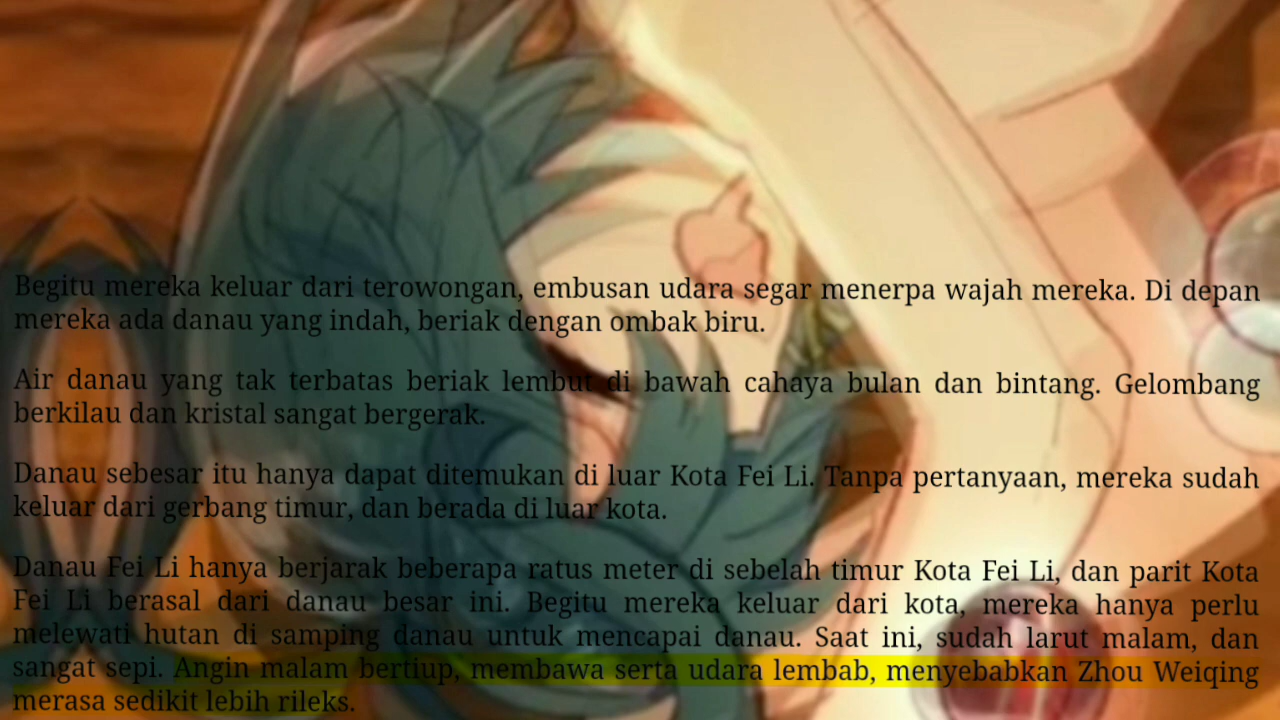 Begitu mereka keluar dari terowongan, embusan udara segar menerpa wajah mereka. Di depan
mereka ada danau yang indah, beriak dengan ombak biru.
Air danau yang tak terbatas beriak lembut di bawah cahaya bulan dan bintang. Gelombang
berkilau dan kristal sangat bergerak.
Danau sebesar itu hanya dapat ditemukan di luar Kota Fei Li. Tanpa pertanyaan, mereka sudah
keluar dari gerbang timur, dan berada di luar kota.
Danau Fei Li hanya berjarak beberapa ratus meter di sebelah timur Kota Fei Li, dan parit Kota
Fei Li berasal dari danau besar ini. Begitu mereka keluar dari kota, mereka hanya perlu
melewati hutan di samping danau untuk mencapai danau. Saat ini, sudah larut malam, dan
sangat sepi. Angin malam bertiup, membawa serta udara lembab, menyebabkan Zhou Weiqing
merasa sedikit lebih rileks.